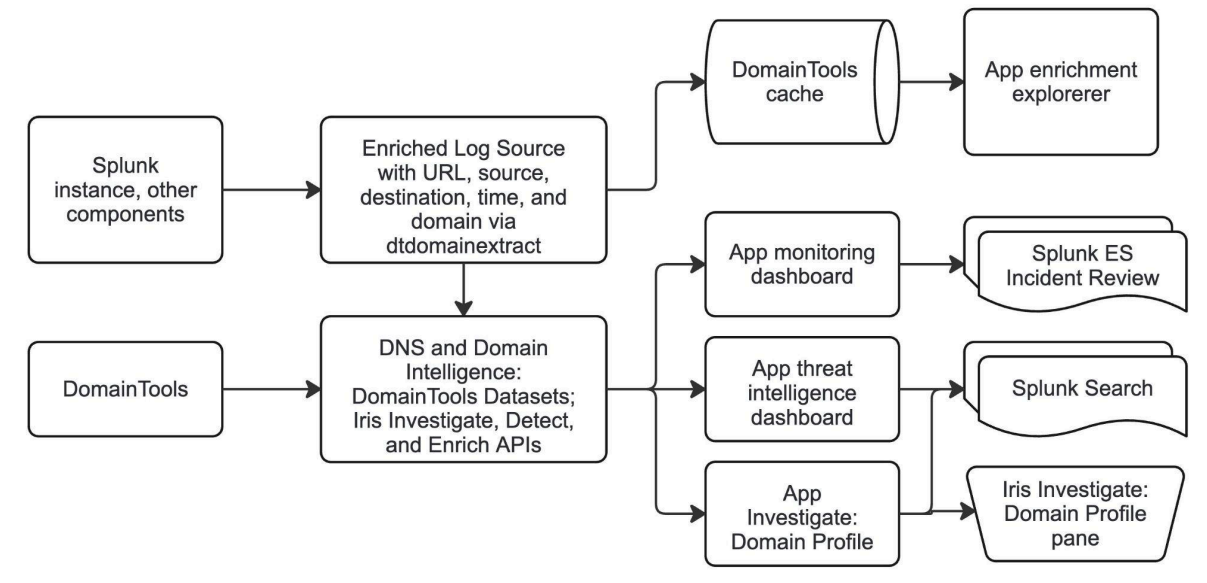 Splunk
instance, other
components
Enriched Log Source
with URL, source,
destination, time, and
domain via
dtdomainextract
DomainTools
cache
App enrichment
explorerer
DomainTools
DNS and Domain
Intelligence:
DomainTools Datasets;
Iris Investigate, Detect,
and Enrich APIs
App monitoring
dashboard
Splunk ES
Incident Review
App threat
intelligence
dashboard
Splunk Search
App
Investigate:
Domain Profile
Iris Investigate:
Domain Profile
pane